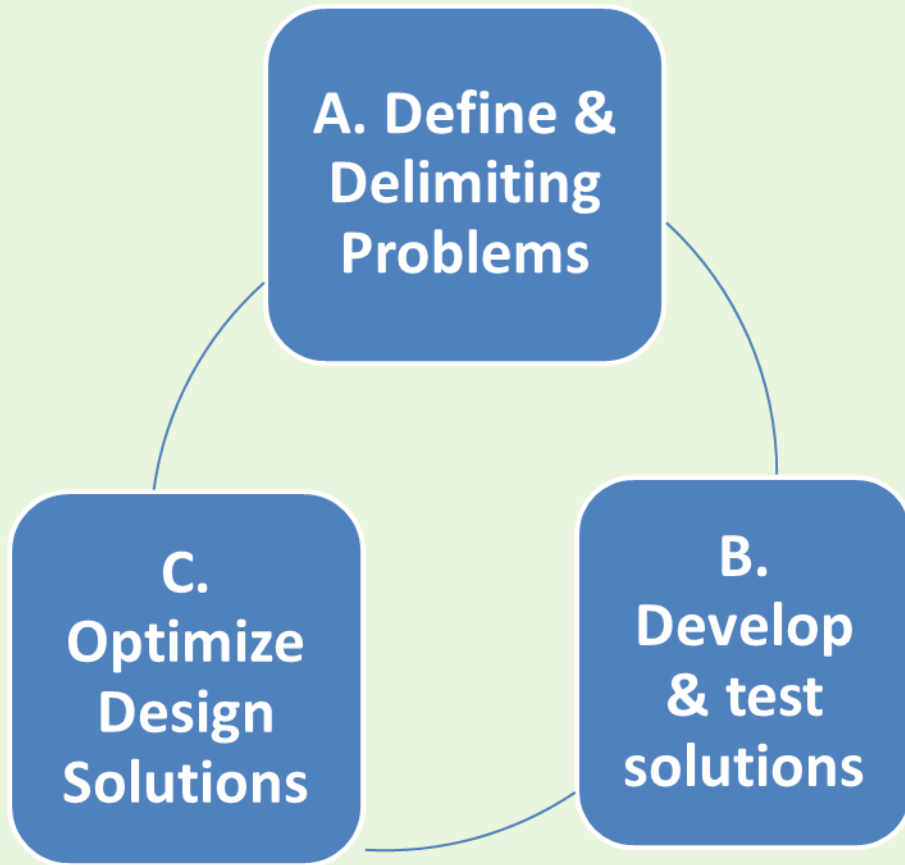 A. Define &
Delimiting
Problems
B.
Develop
& test
solutions
C.
Optimize
Design
Solutions